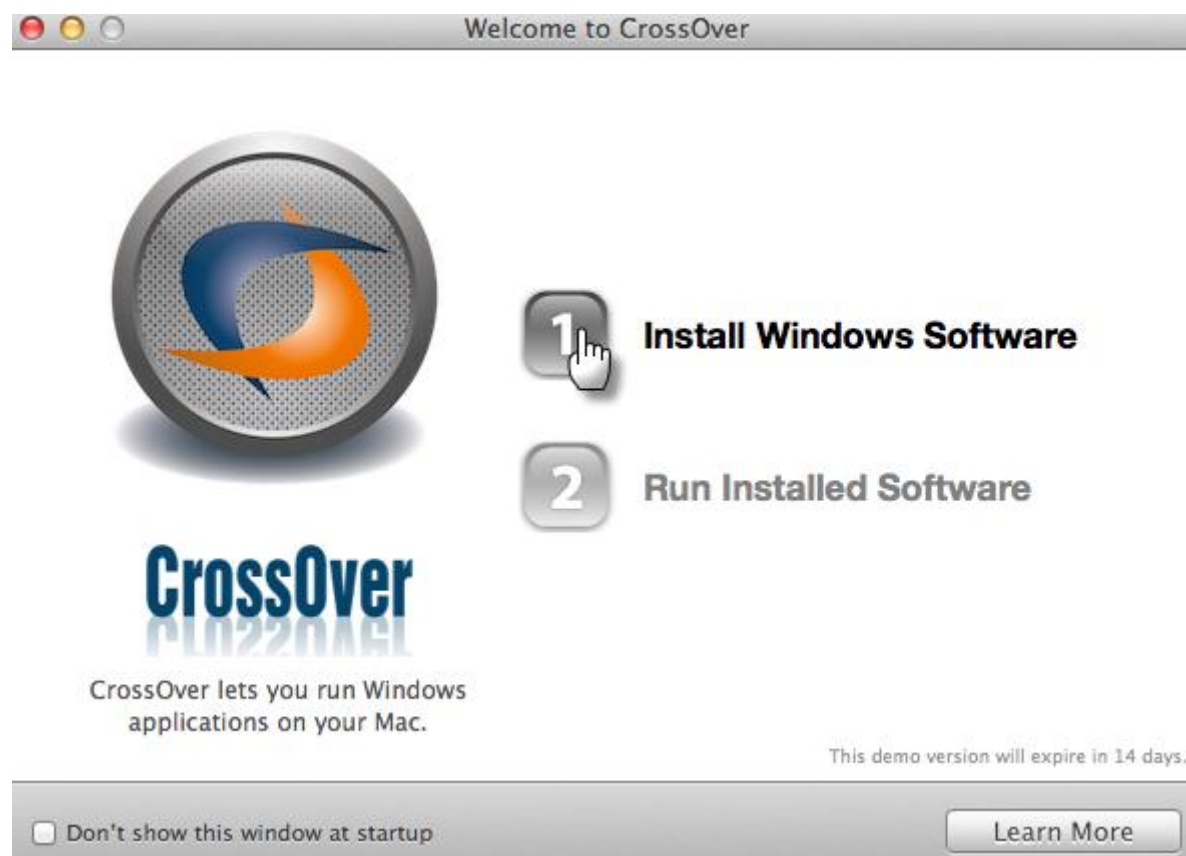 Welcome to CrossOver
1 Install Windows Software
2 Run Installed Software
CrossOver
CrossOver lets you run Windows
applications on your Mac.
This demo version will expire in 14 days.
Don't show this window at startup
Learn More